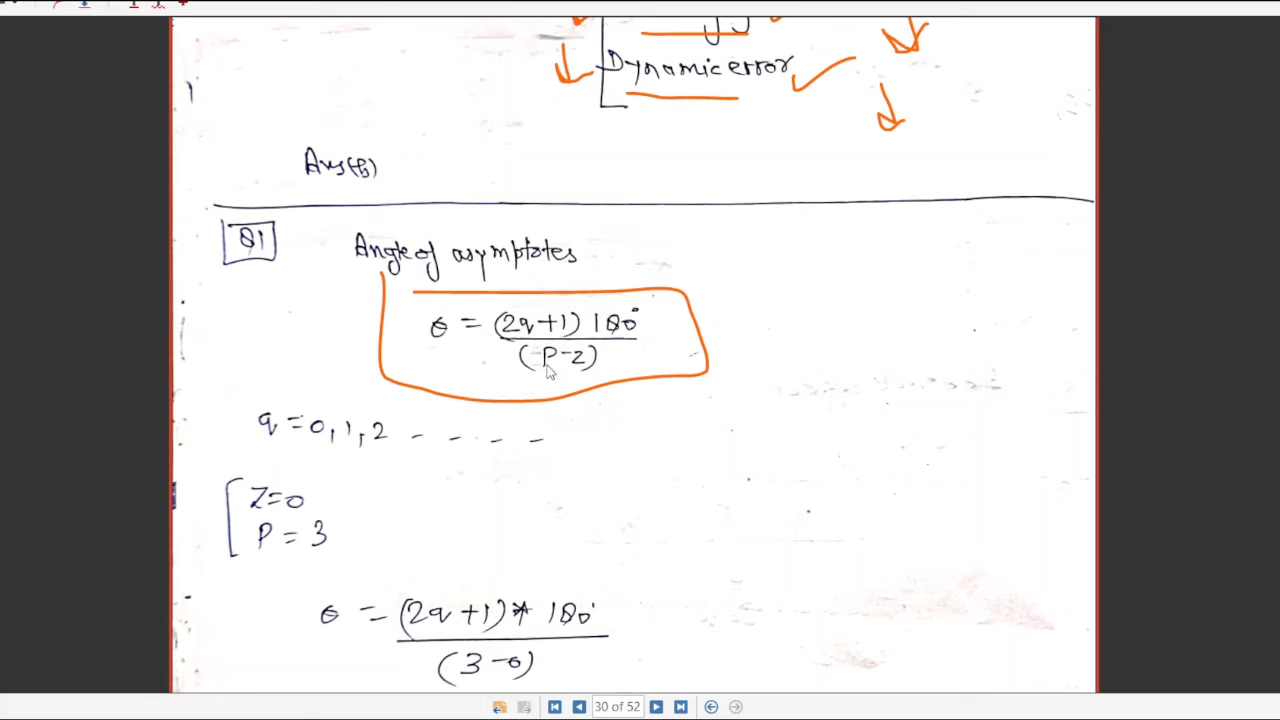 Dynamic error
Ans(b)
Q1
Angle of asymptotes
θ = (2q+1) 180°
(P-Z)
q = 0, 1, 2 - - - - -
Z=0
P = 3
θ = (2q+1) * 180°
(3-0)
30 of 52